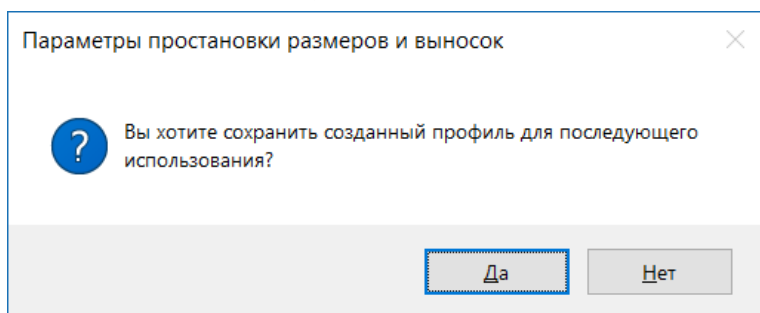 Параметры простановки размеров и выносок
?
Вы хотите сохранить созданный профиль для последующего
использования?
Да
Нет